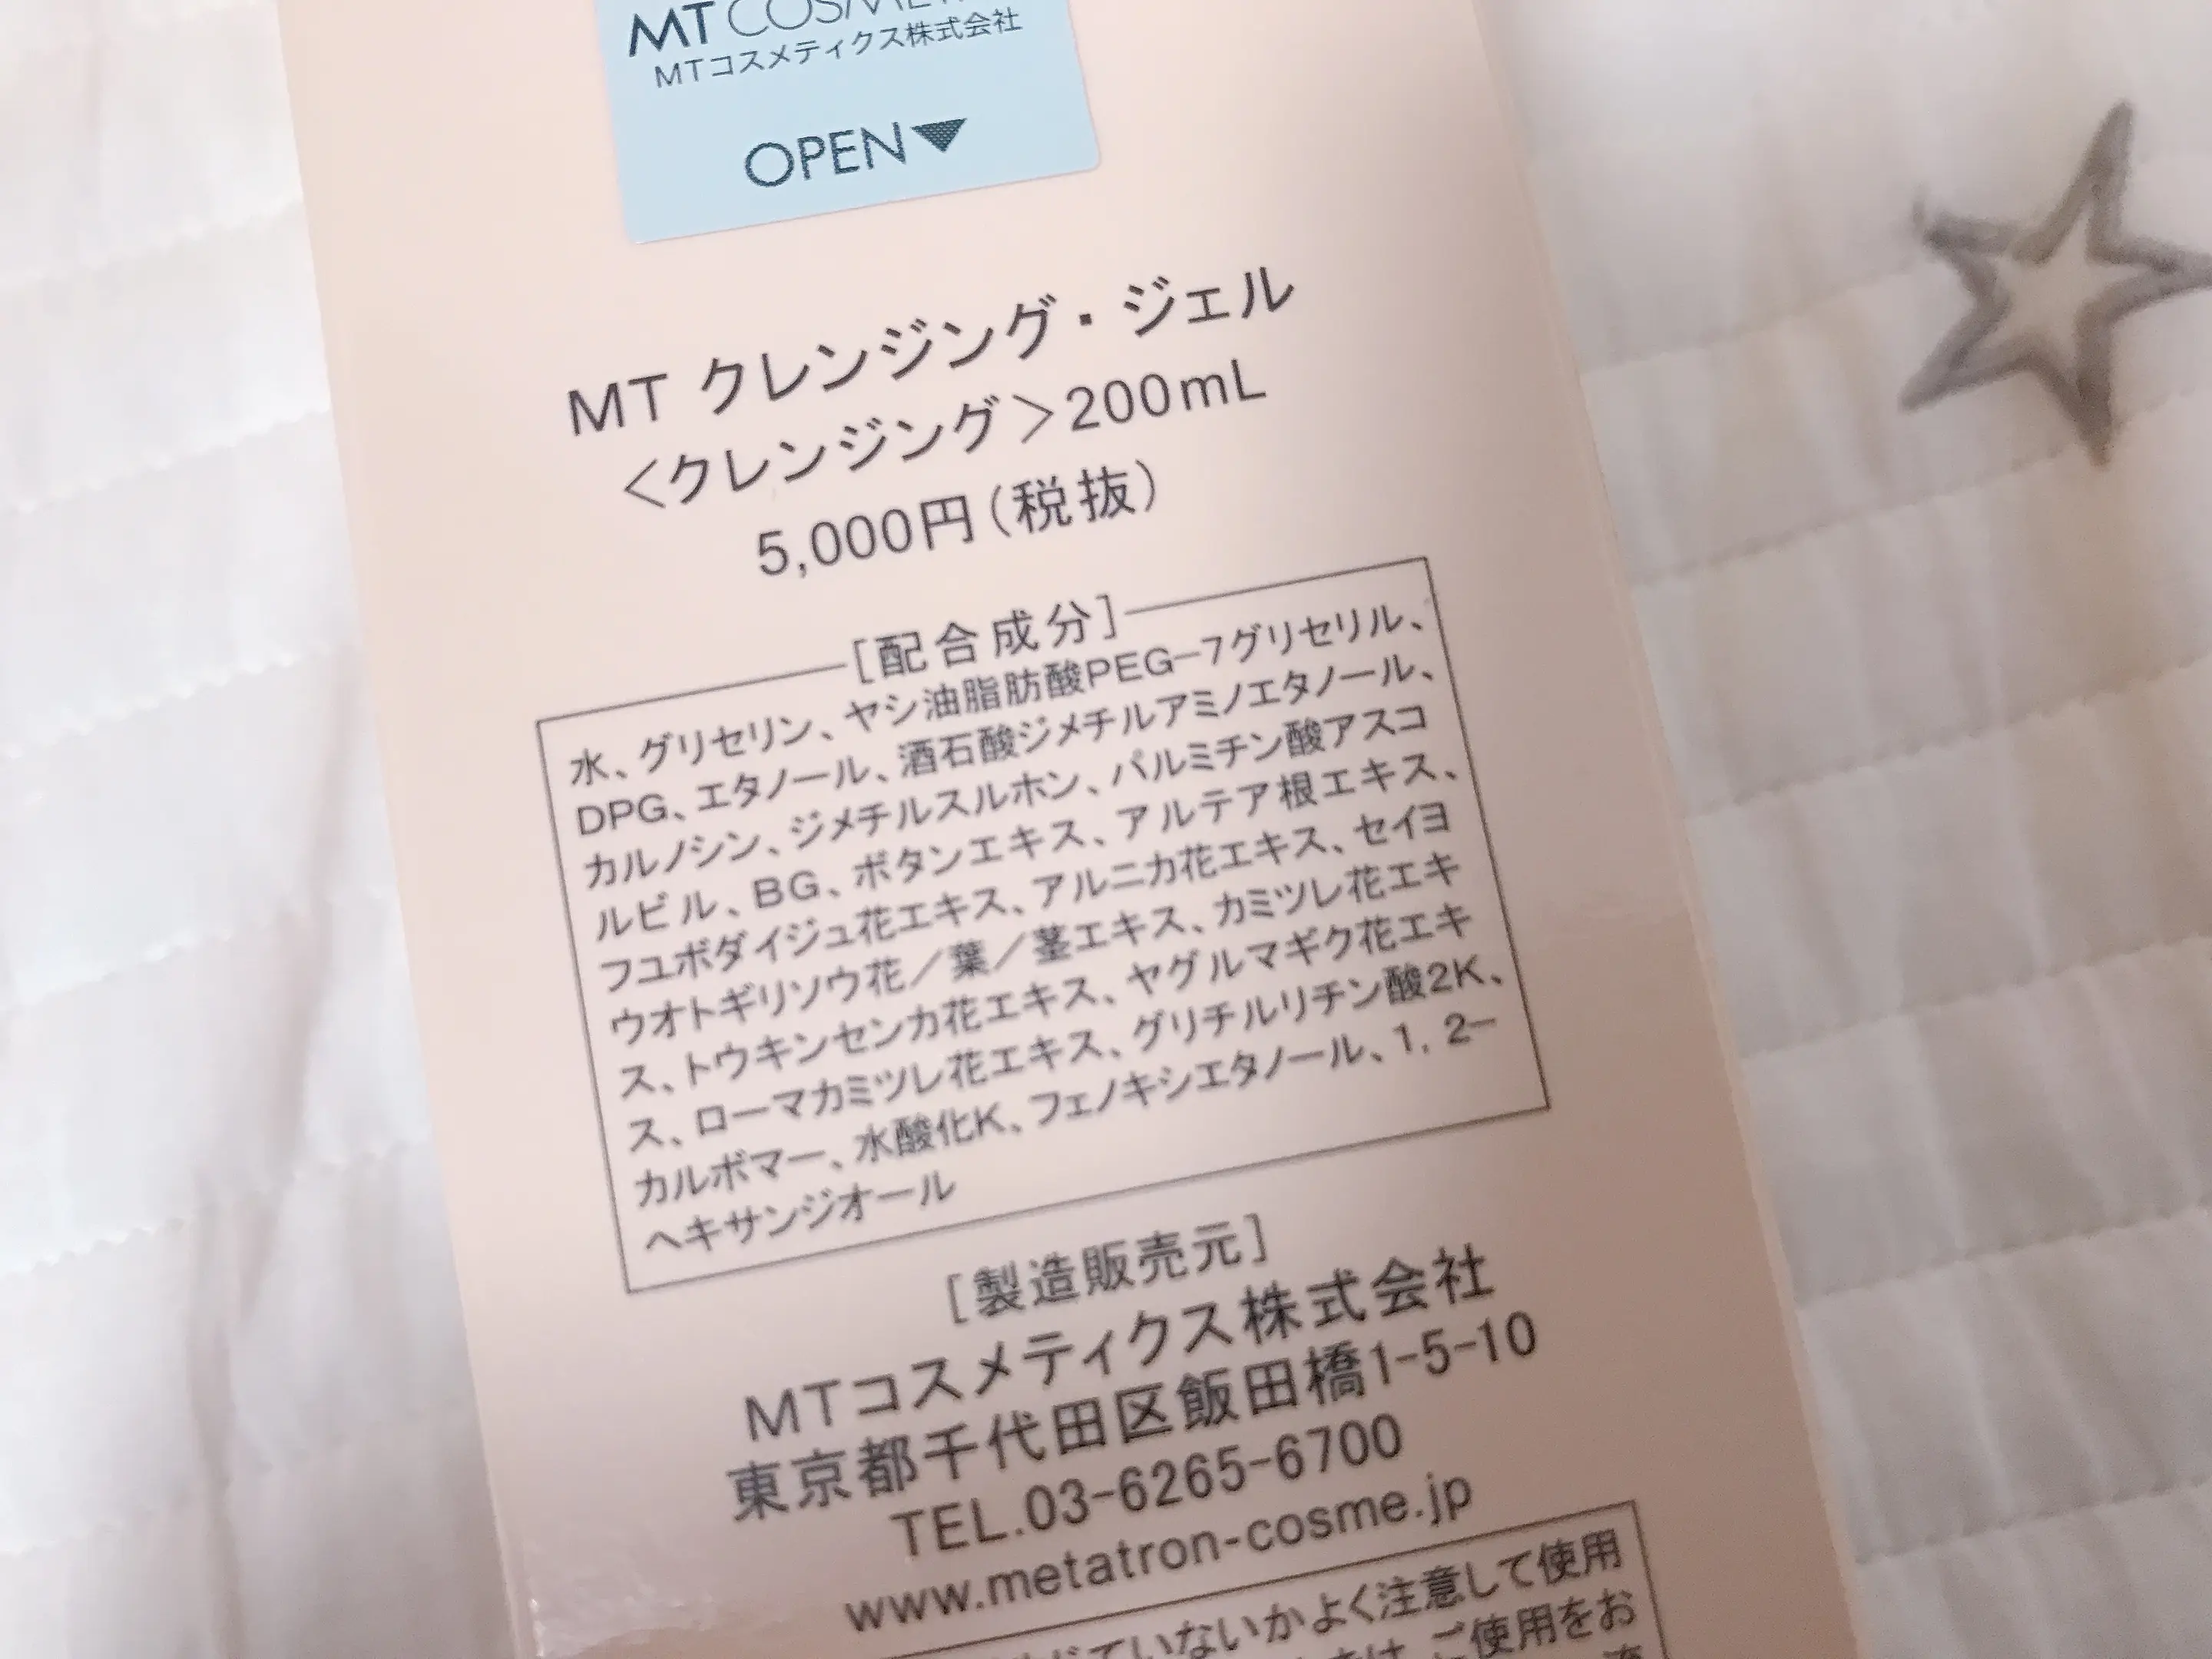 MT COSME
MTコスメティクス株式会社
OPEN▼
MT クレンジング・ジェル
＜クレンジング＞200mL
5,000円（税抜）
［配合成分］
水、グリセリン、ヤシ油脂肪酸PEG−7グリセリル、
DPG、エタノール、酒石酸ジメチルアミノエタノール、
カルノシン、ジメチルスルホン、パルミチン酸アスコ
ルビル、BG、ボタンエキス、アルテア根エキス、
フユボダイジュ花エキス、アルニカ花エキス、セイヨ
ウオトギリソウ花／葉／茎エキス、カミツレ花エキ
ス、トウキンセンカ花エキス、ヤグルマギク花エキ
ス、ローマカミツレ花エキス、グリチルリチン酸2K、
カルボマー、水酸化K、フェノキシエタノール、1，2−
ヘキサンジオール
［製造販売元］
MTコスメティクス株式会社
東京都千代田区飯田橋1-5-10
TEL.03-6265-6700
www.metatron-cosme.jp
じていないかよく注意して使用
ご使用をお